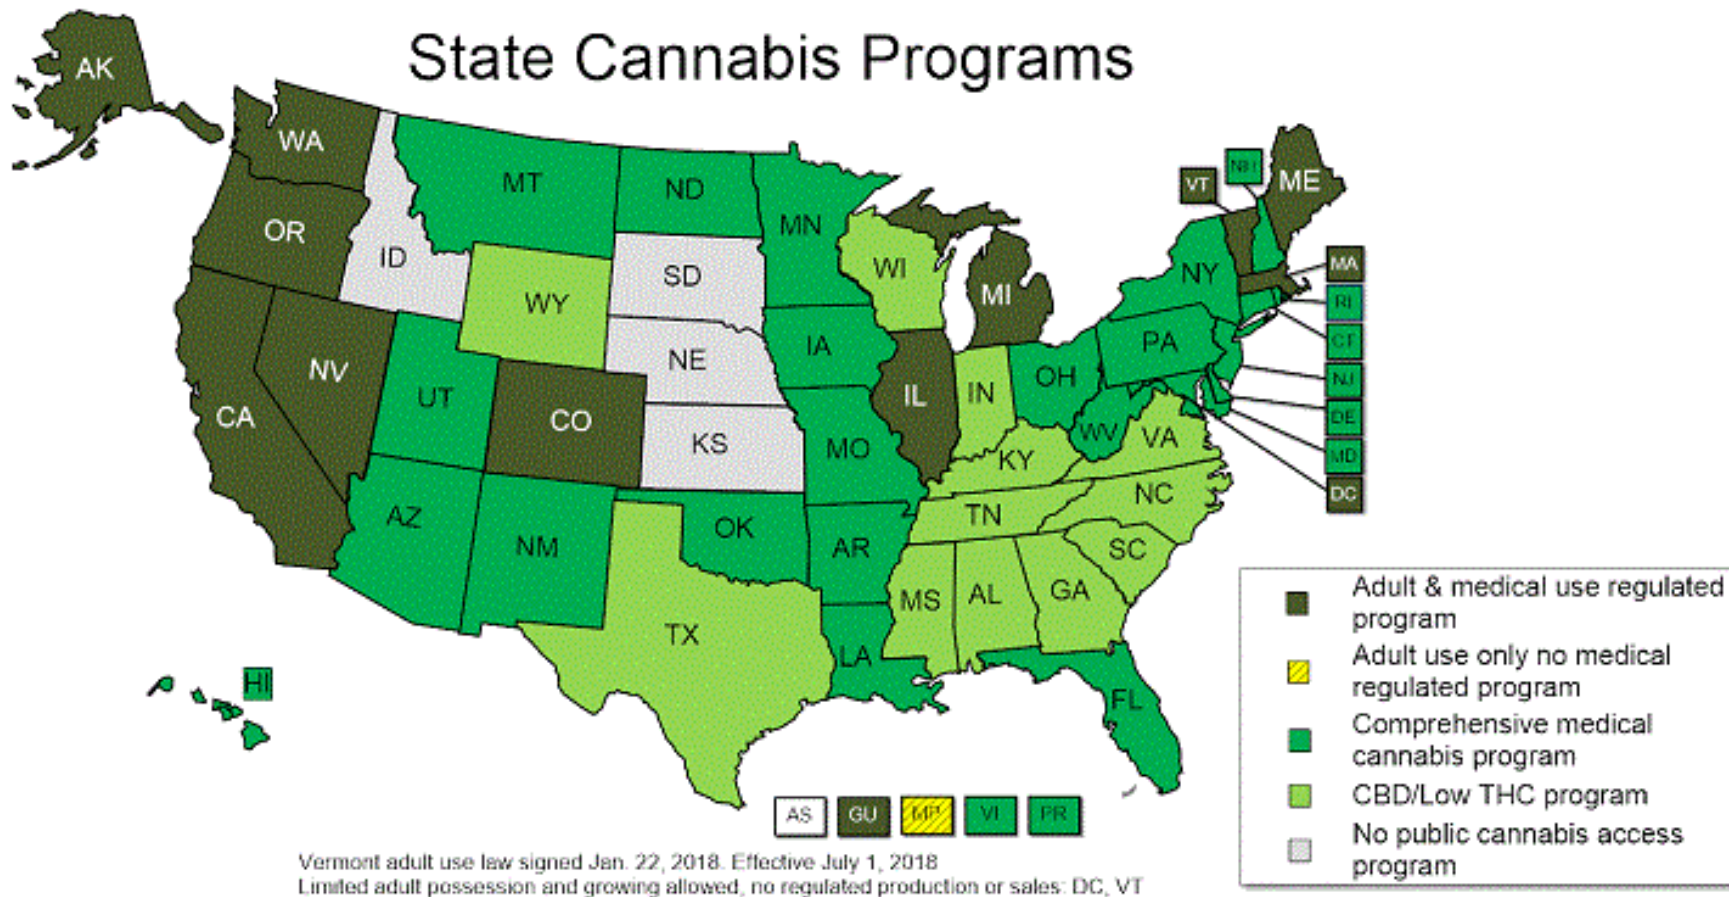 State Cannabis Programs
AK
WA
OR
CA
NV
ID
MT
WY
UT
CO
AZ
NM
ND
SD
NE
KS
OK
TX
MN
IA
MO
AR
LA
WI
IL
MI
IN
OH
KY
TN
MS
AL
GA
FL
SC
NC
VA
WV
PA
NY
VT
NH
ME
MA
RI
CT
NJ
DE
MD
DC
HI
AS
GU
MP
VI
PR
Adult & medical use regulated
program
Adult use only no medical
regulated program
Comprehensive medical
cannabis program
CBD/Low THC program
No public cannabis access
program
Vermont adult use law signed Jan. 22, 2018. Effective July 1, 2018
Limited adult possession and growing allowed, no regulated production or sales: DC, VT